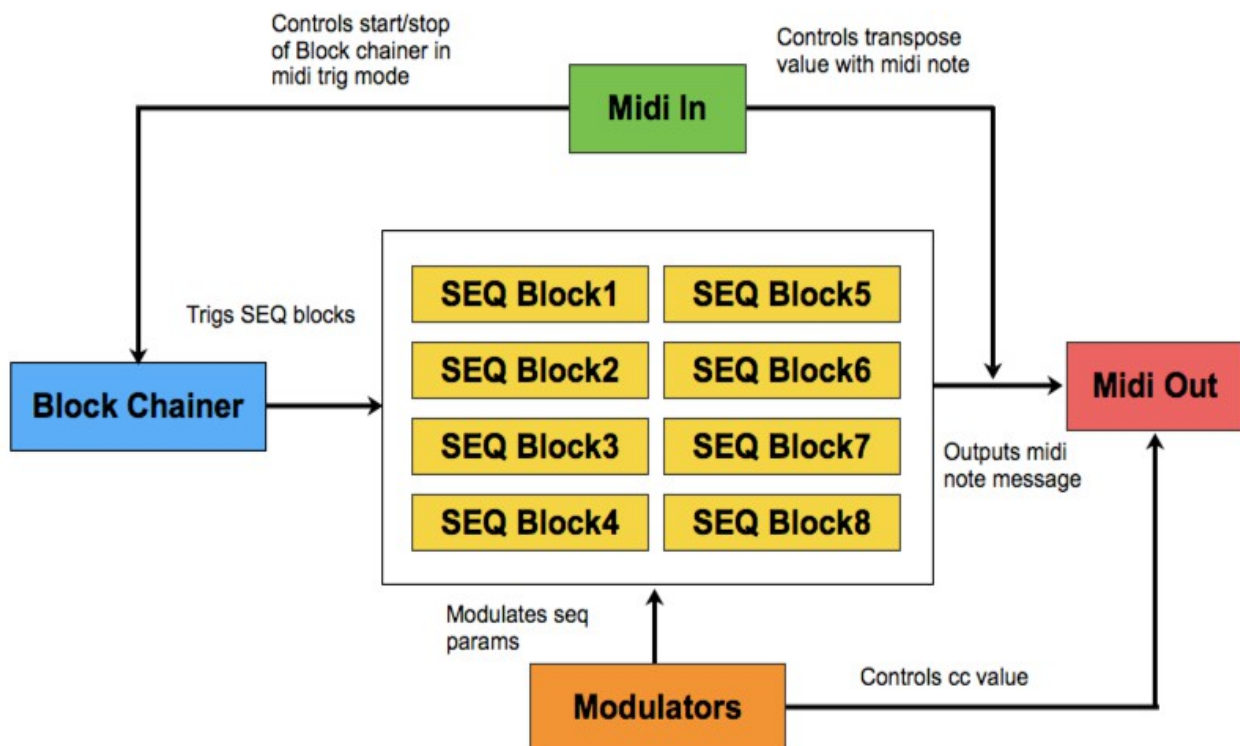 Controls start/stop
of Block chainer in
midi trig mode
Controls transpose
value with midi note
Midi In
Trigs SEQ blocks
Block Chainer
SEQ Block1
SEQ Block5
SEQ Block2
SEQ Block6
SEQ Block3
SEQ Block7
SEQ Block4
SEQ Block8
Midi Out
Outputs midi
note message
Modulates seq
params
Modulators
Controls cc value